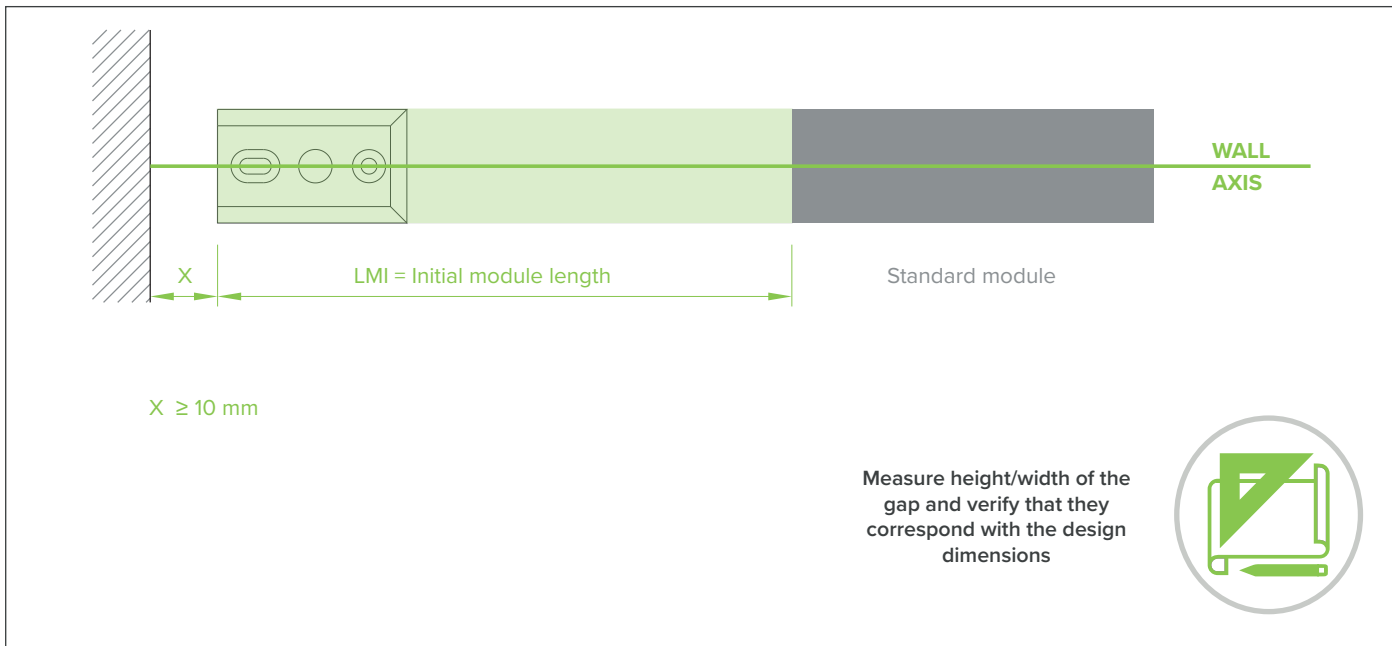 WALL
AXIS
X
LMI = Initial module length
Standard module
X ≥ 10 mm
Measure height/width of the
gap and verify that they
correspond with the design
dimensions